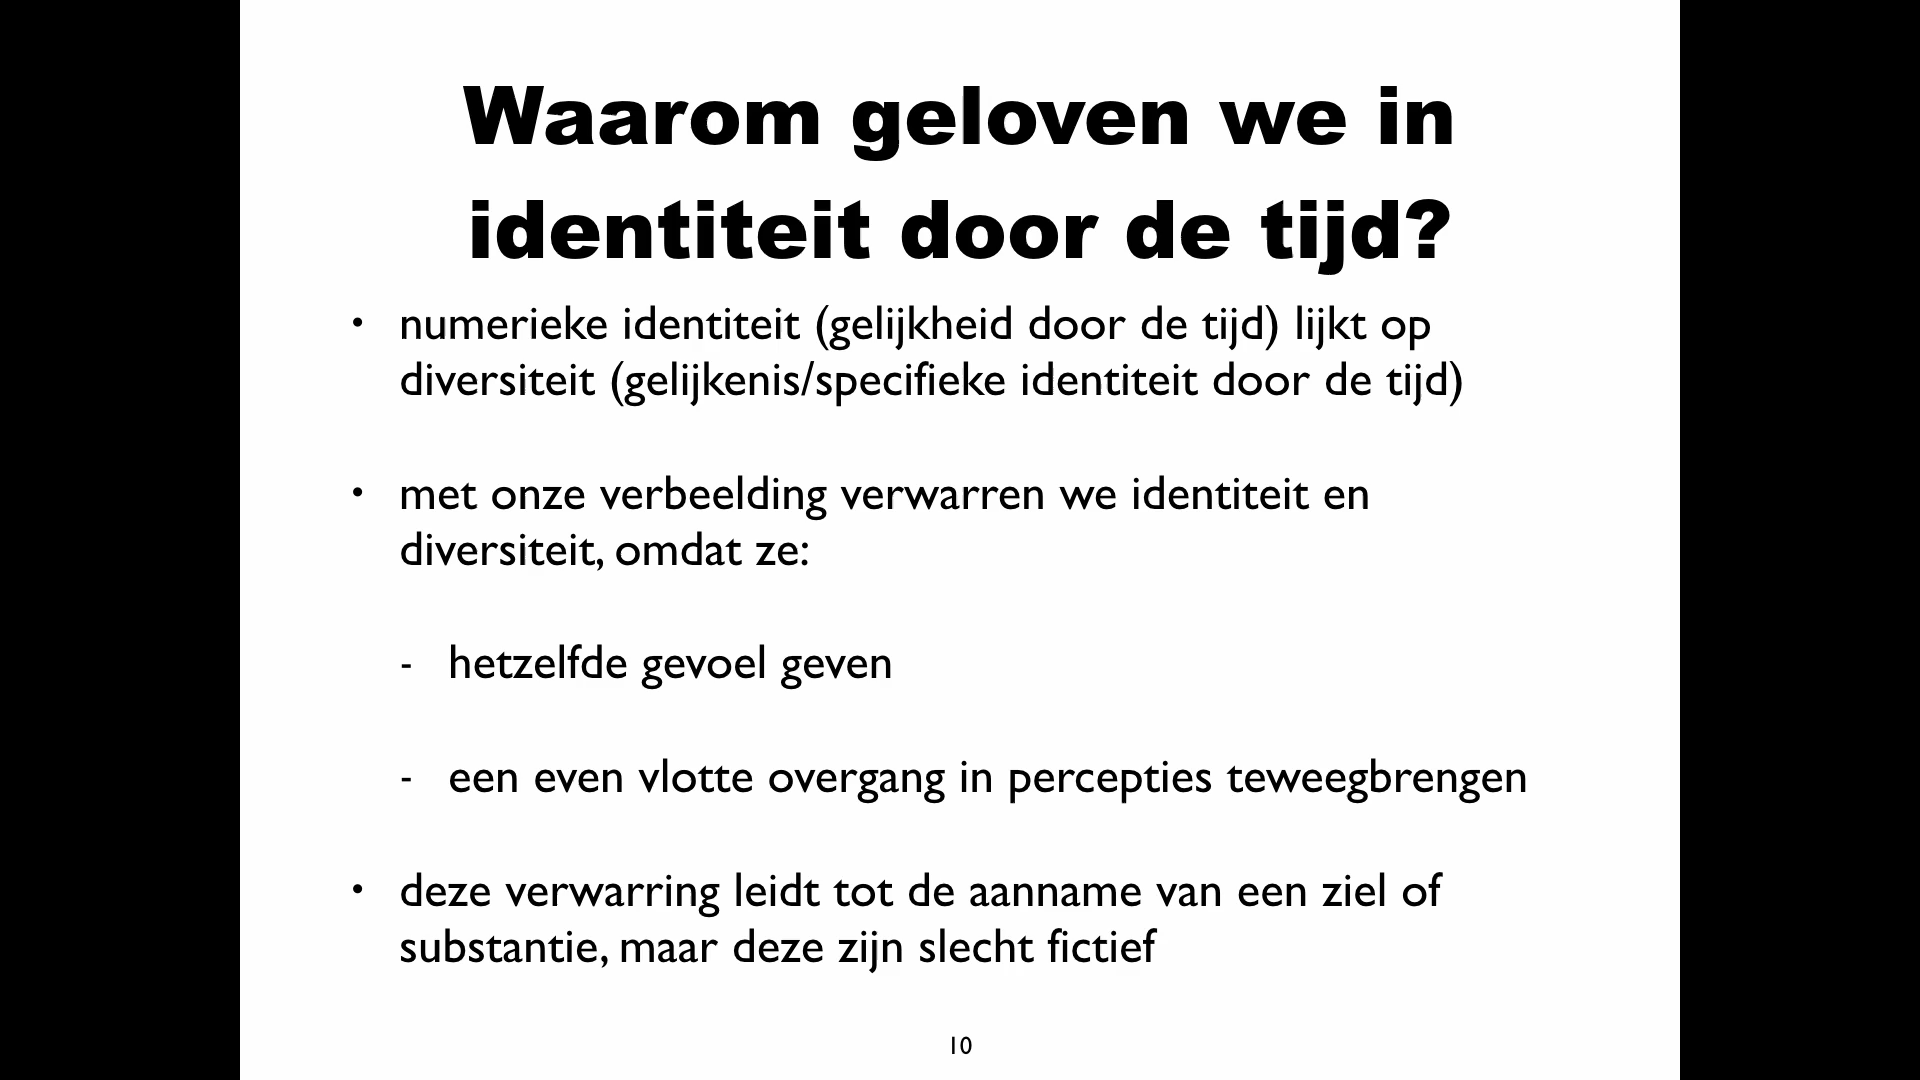 Waarom geloven we in
identiteit door de tijd?
• numerieke identiteit (gelijkheid door de tijd) lijkt op
diversiteit (gelijkenis/specifieke identiteit door de tijd)
• met onze verbeelding verwarren we identiteit en
diversiteit, omdat ze:
- hetzelfde gevoel geven
- een even vlotte overgang in percepties teweegbrengen
• deze verwarring leidt tot de aanname van een ziel of
substantie, maar deze zijn slecht fictief
10